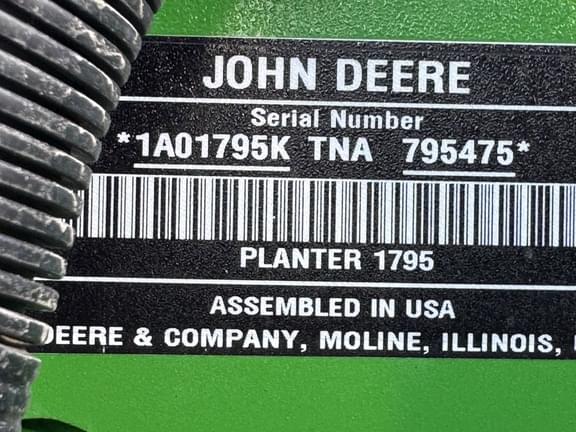 JOHN DEERE
Serial Number
*1A01795K TNA 795475*
PLANTER 1795
ASSEMBLED IN USA
DEERE & COMPANY, MOLINE, ILLINOIS,